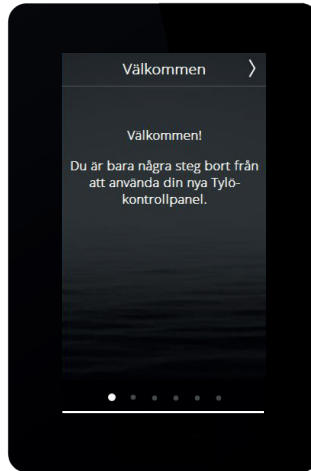 Välkommen
Välkommen!
Du är bara några steg bort från
att använda din nya Tylö-
kontrollpanel.